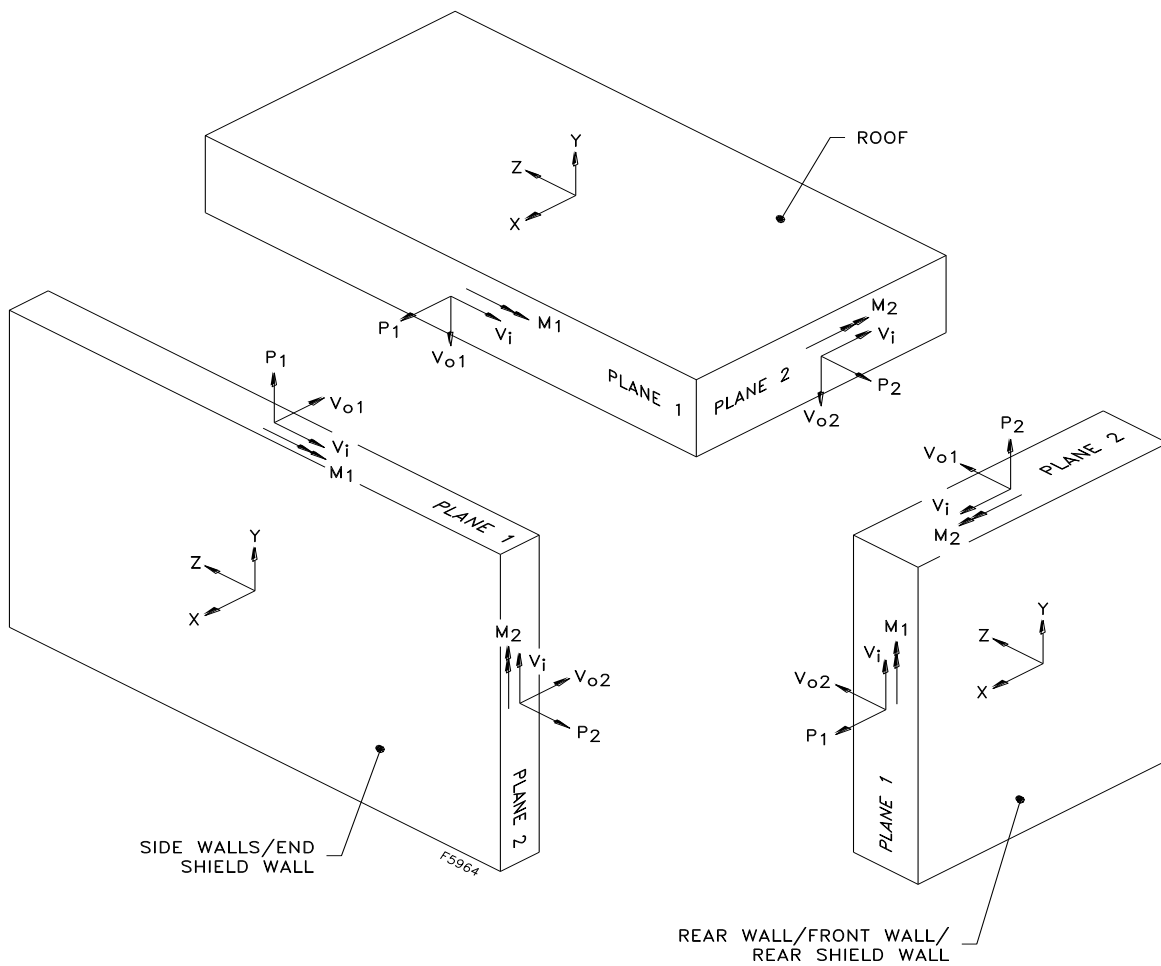 ROOF
Y
Z
X
P1
Vo1
Vi
M1
PLANE 1
PLANE 2
M2
Vi
P2
Vo2
P1
Vo1
Vi
M1
PLANE 1
Y
Z
X
M2
Vi
Vo2
P2
PLANE 2
SIDE WALLS/END
SHIELD WALL
F5964
P2
Vo1
Vi
M2
PLANE 2
Y
Z
X
M1
Vi
Vo2
P1
PLANE 1
REAR WALL/FRONT WALL/
REAR SHIELD WALL